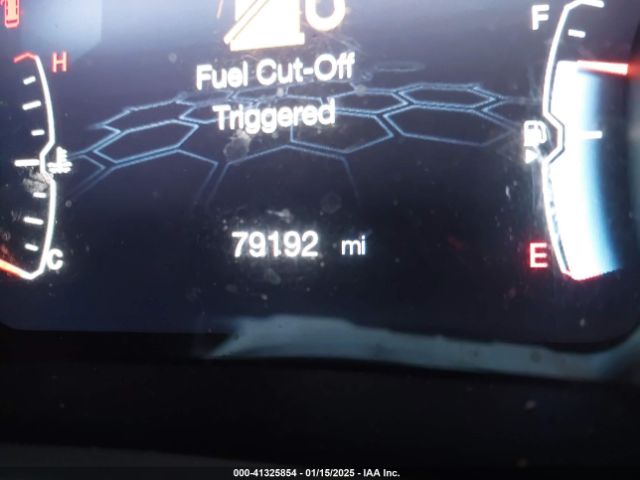 F
H
Fuel Cut-Off
Triggered
79192 mi
C
E
000-41325854 - 01/15/2025 - IAA Inc.